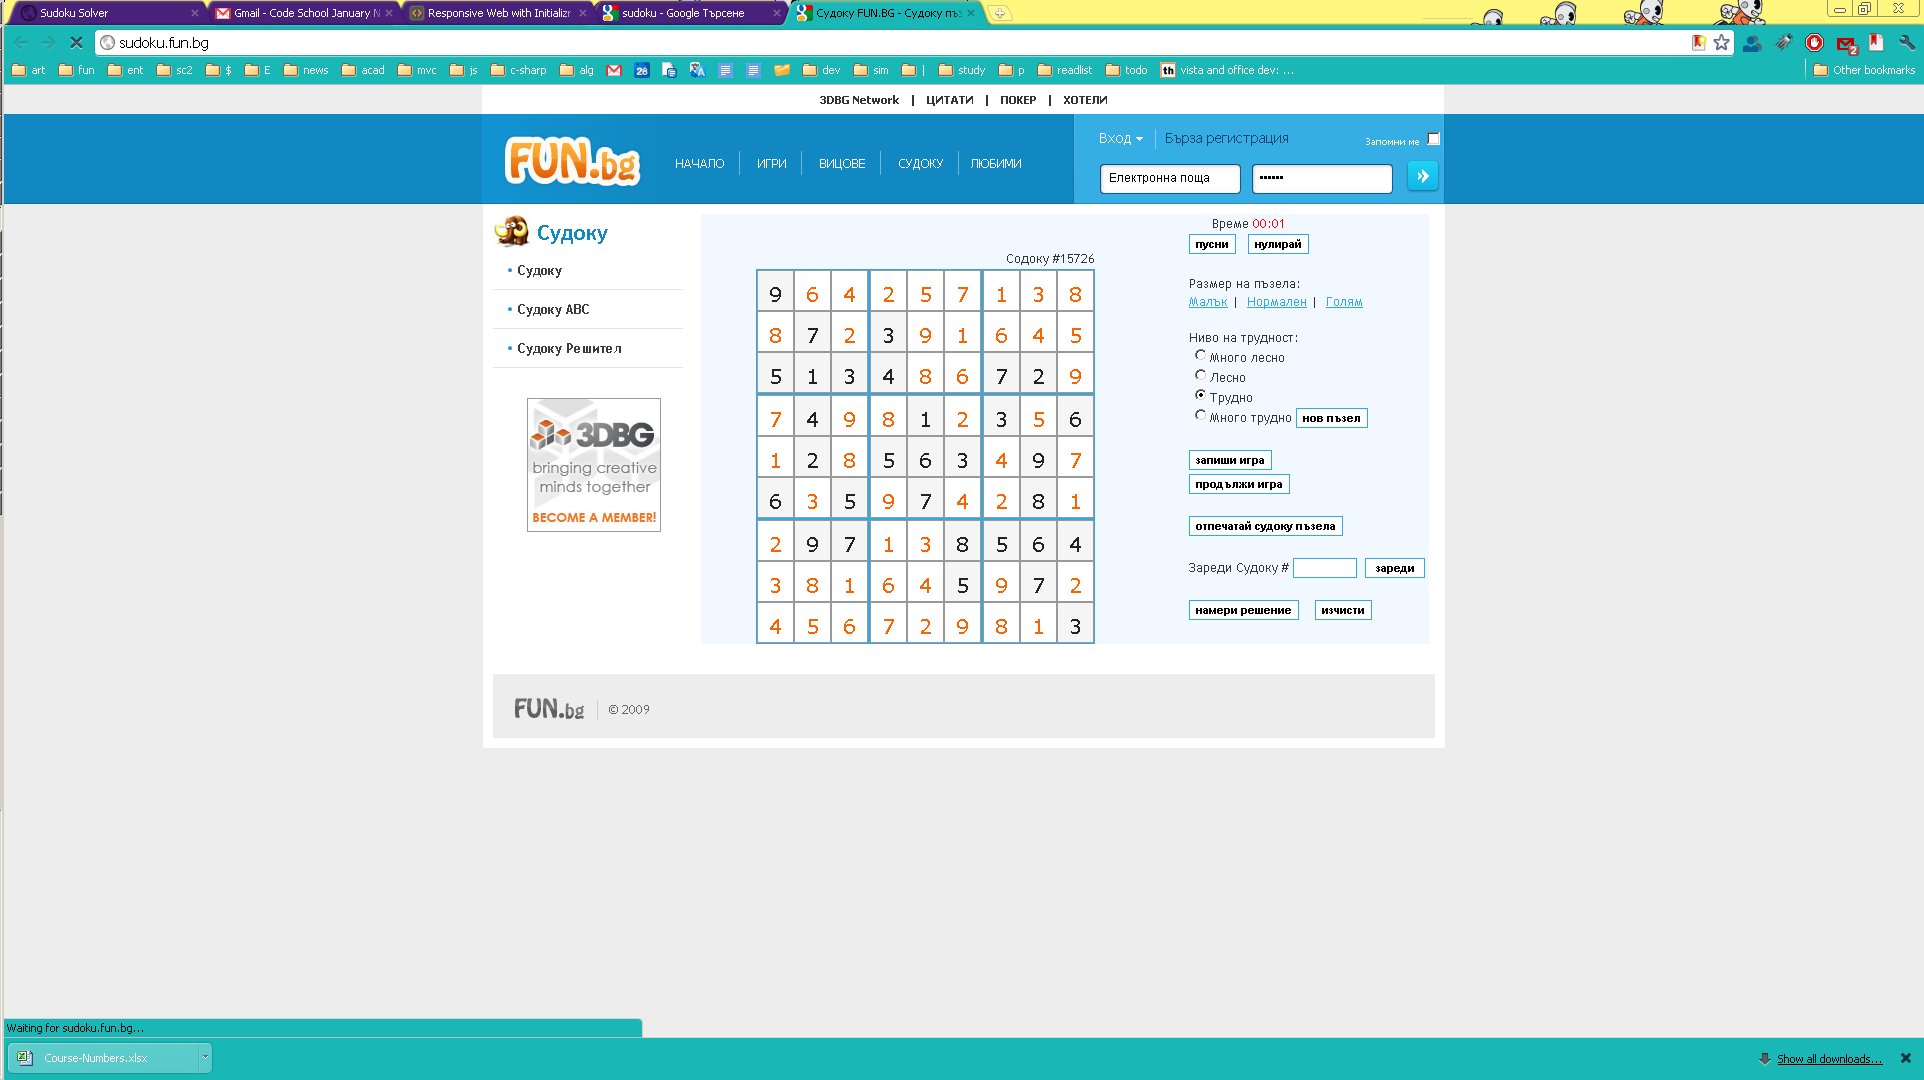 Sudoku Solver
Gmail - Code School January N
Responsive Web with Initializr
sudoku - Google Търсене
Судоку FUN.BG - Судоку пъз
sudoku.fun.bg
art fun ent sc2 $ E news acad mvc js c-sharp alg 28 dev sim | study p readlist todo th vista and office dev: ... Other bookmarks
3DBG Network | ЦИТАТИ | ПОКЕР | ХОТЕЛИ
FUN.bg
НАЧАЛО ИГРИ ВИЦОВЕ СУДОКУ ЛЮБИМИ
Вход Бърза регистрация Запомни ме
Електронна поща ••••••
Судоку
• Судоку
• Судоку ABC
• Судоку Решител
3DBG
bringing creative
minds together
BECOME A MEMBER!
Содоку #15726
9 6 4 2 5 7 1 3 8
8 7 2 3 9 1 6 4 5
5 1 3 4 8 6 7 2 9
7 4 9 8 1 2 3 5 6
1 2 8 5 6 3 4 9 7
6 3 5 9 7 4 2 8 1
2 9 7 1 3 8 5 6 4
3 8 1 6 4 5 9 7 2
4 5 6 7 2 9 8 1 3
Време 00:01
пусни нулирай
Размер на пъзела:
Малък | Нормален | Голям
Ниво на трудност:
Много лесно
Лесно
Трудно
Много трудно нов пъзел
запиши игра
продължи игра
отпечатай судоку пъзела
Зареди Судоку # зареди
намери решение изчисти
FUN.bg © 2009
Waiting for sudoku.fun.bg...
Course-Numbers.xlsx
Show all downloads...